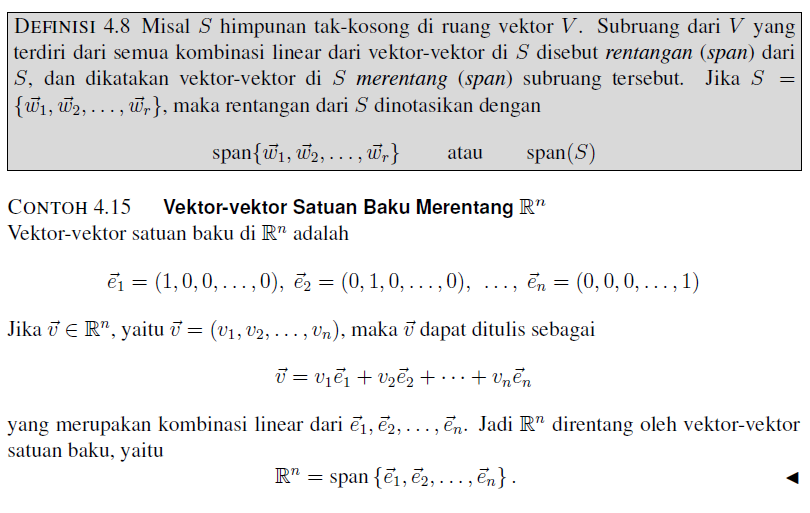 DEFINISI 4.8 Misal S himpunan tak-kosong di ruang vektor V. Subruang dari V yang
terdiri dari semua kombinasi linear dari vektor-vektor di S disebut rentangan (span) dari
S, dan dikatakan vektor-vektor di S merentang (span) subruang tersebut. Jika S =
{w⃗₁, w⃗₂, . . . , w⃗ᵣ}, maka rentangan dari S dinotasikan dengan
span{w⃗₁, w⃗₂, . . . , w⃗ᵣ} atau span(S)
CONTOH 4.15 Vektor-vektor Satuan Baku Merentang ℝⁿ
Vektor-vektor satuan baku di ℝⁿ adalah
e⃗₁ = (1, 0, 0, . . . , 0), e⃗₂ = (0, 1, 0, . . . , 0), . . . , e⃗ₙ = (0, 0, 0, . . . , 1)
Jika v⃗ ∈ ℝⁿ, yaitu v⃗ = (v₁, v₂, . . . , vₙ), maka v⃗ dapat ditulis sebagai
v⃗ = v₁e⃗₁ + v₂e⃗₂ + · · · + vₙe⃗ₙ
yang merupakan kombinasi linear dari e⃗₁, e⃗₂, . . . , e⃗ₙ. Jadi ℝⁿ direntang oleh vektor-vektor
satuan baku, yaitu
ℝⁿ = span {e⃗₁, e⃗₂, . . . , e⃗ₙ} . ◀